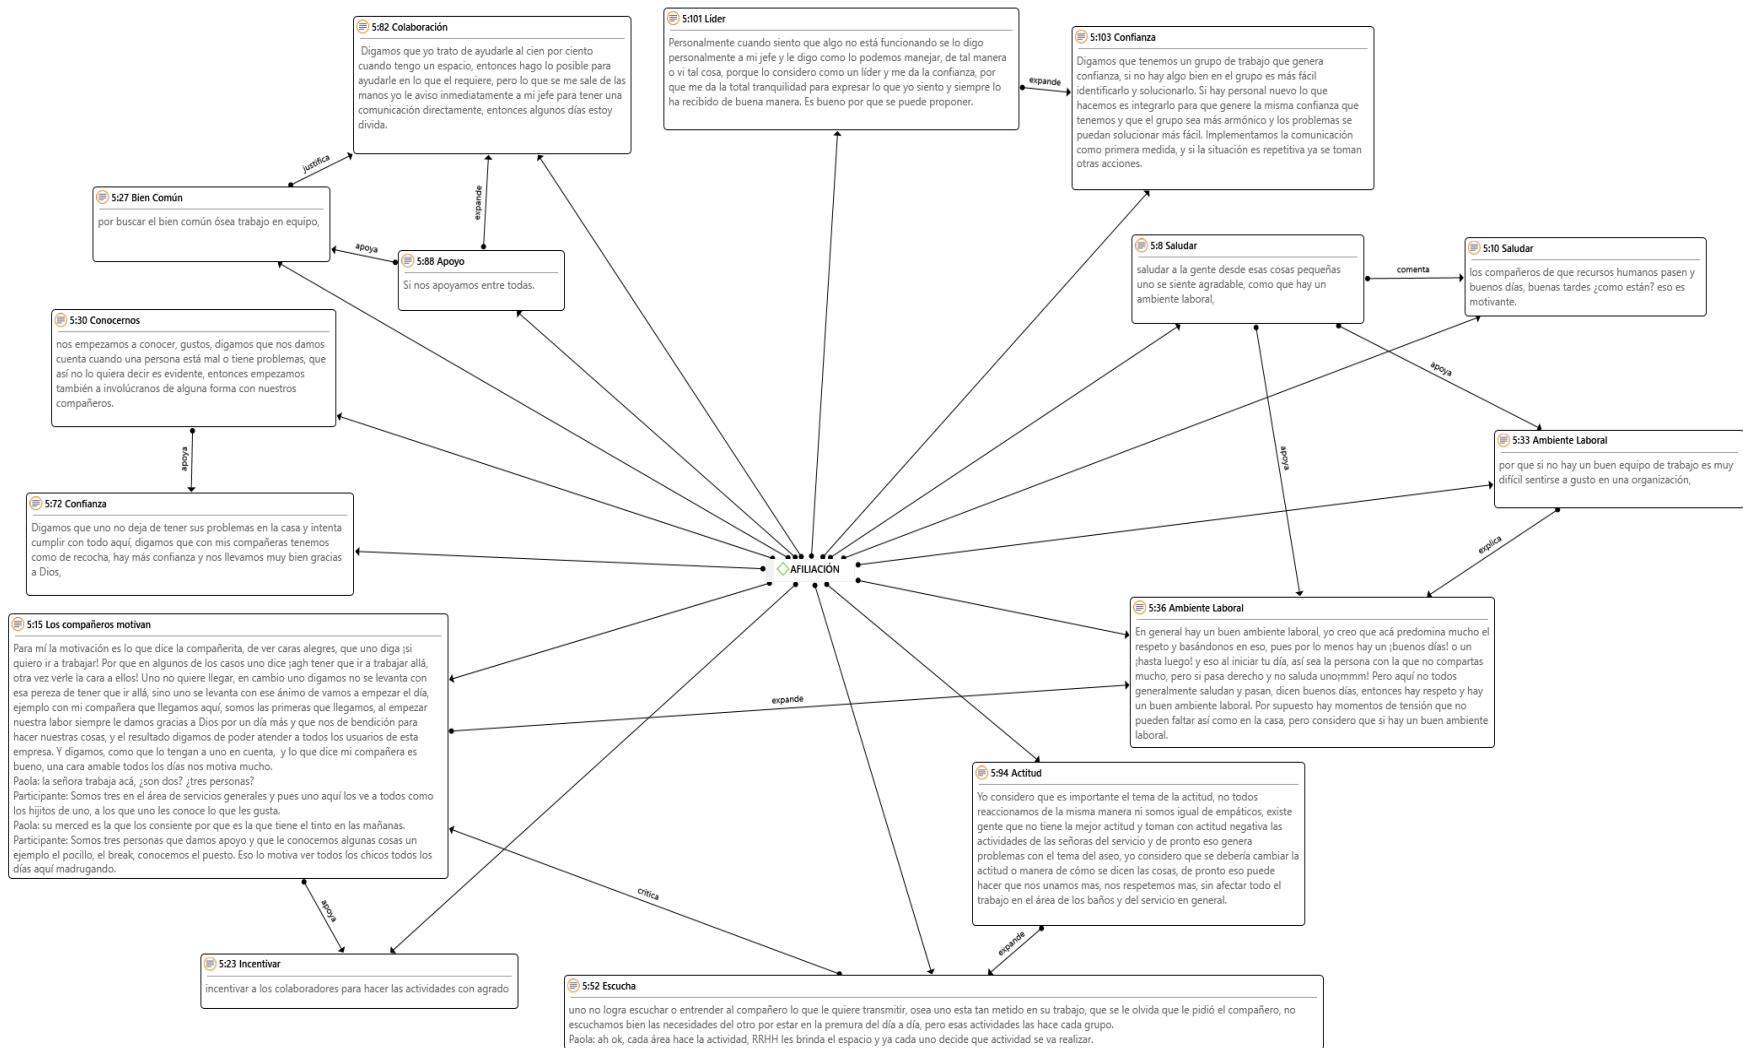 5:82 Colaboración
Digamos que yo trato de ayudarle al cien por ciento
cuando tengo un espacio, entonces hago lo posible para
ayudarle en lo que el requiere, pero lo que se me sale de las
manos yo le aviso inmediatamente a mi jefe para tener una
comunicación directamente, entonces algunos días estoy
divida.
5:101 Líder
Personalmente cuando siento que algo no está funcionando se lo digo
personalmente a mi jefe y le digo como lo podemos manejar, de tal manera
o vi tal cosa, porque lo considero como un líder y me da la confianza, por
que me da la total tranquilidad para expresar lo que yo siento y siempre lo
ha recibido de buena manera. Es bueno por que se puede proponer.
expande
5:103 Confianza
Digamos que tenemos un grupo de trabajo que genera
confianza, si no hay algo bien en el grupo es más fácil
identificarlo y solucionarlo. Si hay personal nuevo lo que
hacemos es integrarlo para que genere la misma confianza que
tenemos y que el grupo sea más armónico y los problemas se
puedan solucionar más fácil. Implementamos la comunicación
como primera medida, y si la situación es repetitiva ya se toman
otras acciones.
justifica
expande
5:27 Bien Común
por buscar el bien común ósea trabajo en equipo,
apoya
5:88 Apoyo
Si nos apoyamos entre todas.
5:8 Saludar
saludar a la gente desde esas cosas pequeñas
uno se siente agradable, como que hay un
ambiente laboral,
comenta
5:10 Saludar
los compañeros de que recursos humanos pasen y
buenos días, buenas tardes ¿como están? eso es
motivante.
5:30 Conocernos
nos empezamos a conocer, gustos, digamos que nos damos
cuenta cuando una persona está mal o tiene problemas, que
así no lo quiera decir es evidente, entonces empezamos
también a involúcranos de alguna forma con nuestros
compañeros.
apoya
apoya
apoya
5:33 Ambiente Laboral
por que si no hay un buen equipo de trabajo es muy
difícil sentirse a gusto en una organización,
explica
5:72 Confianza
Digamos que uno no deja de tener sus problemas en la casa y intenta
cumplir con todo aquí, digamos que con mis compañeras tenemos
como de recocha, hay más confianza y nos llevamos muy bien gracias
a Dios,
AFILIACIÓN
5:15 Los compañeros motivan
Para mí la motivación es lo que dice la compañerita, de ver caras alegres, que uno diga ¡si
quiero ir a trabajar! Por que en algunos de los casos uno dice ¡agh tener que ir a trabajar allá,
otra vez verle la cara a ellos! Uno no quiere llegar, en cambio uno digamos no se levanta con
esa pereza de tener que ir allá, sino uno se levanta con ese ánimo de vamos a empezar el día,
ejemplo con mi compañera que llegamos aquí, somos las primeras que llegamos, al empezar
nuestra labor siempre le damos gracias a Dios por un día más y que nos de bendición para
hacer nuestras cosas, y el resultado digamos de poder atender a todos los usuarios de esta
empresa. Y digamos, como que lo tengan a uno en cuenta,  y lo que dice mi compañera es
bueno, una cara amable todos los días nos motiva mucho.
Paola: la señora trabaja acá, ¿son dos? ¿tres personas?
Participante: Somos tres en el área de servicios generales y pues uno aquí los ve a todos como
los hijitos de uno, a los que uno les conoce lo que les gusta.
Paola: su merced es la que los consiente por que es la que tiene el tinto en las mañanas.
Participante: Somos tres personas que damos apoyo y que le conocemos algunas cosas un
ejemplo el pocillo, el break, conocemos el puesto. Eso lo motiva ver todos los chicos todos los
días aquí madrugando.
expande
5:36 Ambiente Laboral
En general hay un buen ambiente laboral, yo creo que acá predomina mucho el
respeto y basándonos en eso, pues por lo menos hay un ¡buenos días! o un
¡hasta luego! y eso al iniciar tu día, así sea la persona con la que no compartas
mucho, pero si pasa derecho y no saluda uno¡mmm! Pero aquí no todos
generalmente saludan y pasan, dicen buenos días, entonces hay respeto y hay
un buen ambiente laboral. Por supuesto hay momentos de tensión que no
pueden faltar así como en la casa, pero considero que si hay un buen ambiente
laboral.
5:94 Actitud
Yo considero que es importante el tema de la actitud, no todos
reaccionamos de la misma manera ni somos igual de empáticos, existe
gente que no tiene la mejor actitud y toman con actitud negativa las
actividades de las señoras del servicio y de pronto eso genera
problemas con el tema del aseo, yo considero que se debería cambiar la
actitud o manera de cómo se dicen las cosas, de pronto eso puede
hacer que nos unamos mas, nos respetemos mas, sin afectar todo el
trabajo en el área de los baños y del servicio en general.
critica
apoya
expande
5:23 Incentivar
incentivar a los colaboradores para hacer las actividades con agrado
5:52 Escucha
uno no logra escuchar o entrender al compañero lo que le quiere transmitir, osea uno esta tan metido en su trabajo, que se le olvida que le pidió el compañero, no
escuchamos bien las necesidades del otro por estar en la premura del día a día, pero esas actividades las hace cada grupo.
Paola: ah ok, cada área hace la actividad, RRHH les brinda el espacio y ya cada uno decide que actividad se va realizar.